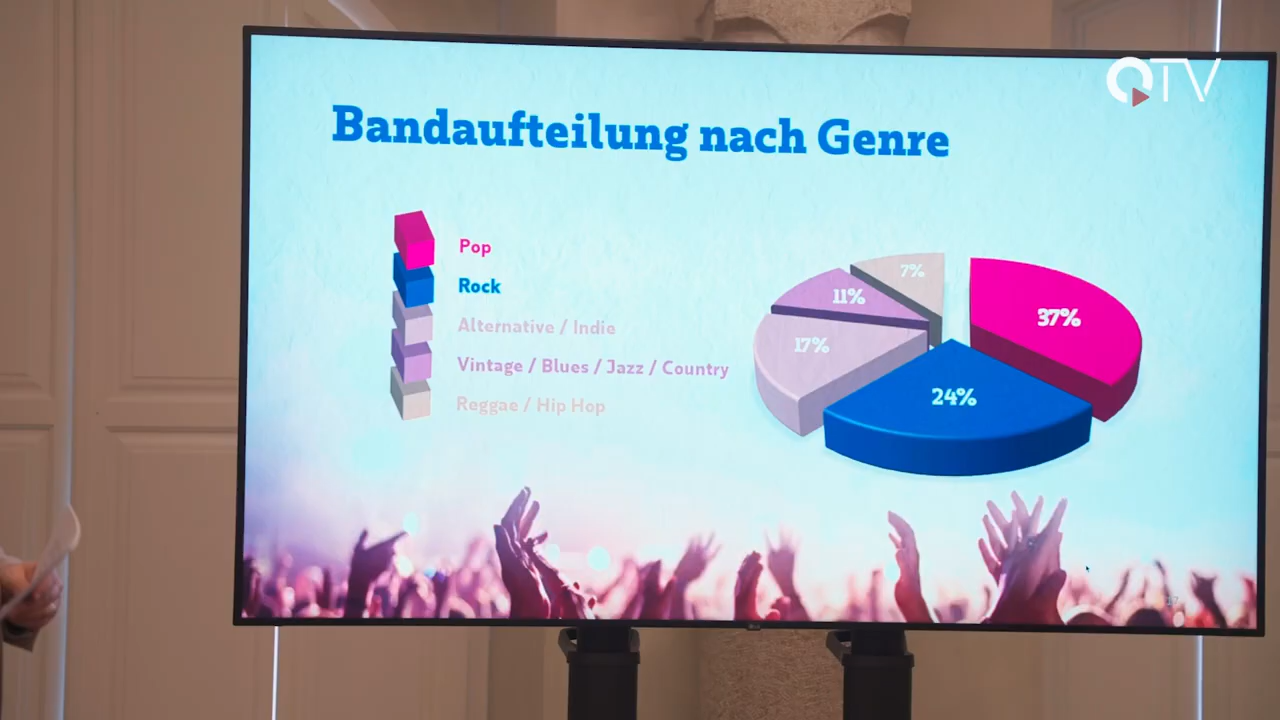 QTV
Bandaufteilung nach Genre
Pop
Rock
Alternative / Indie
Vintage / Blues / Jazz / Country
Reggae / Hip Hop
7%
11%
37%
17%
24%